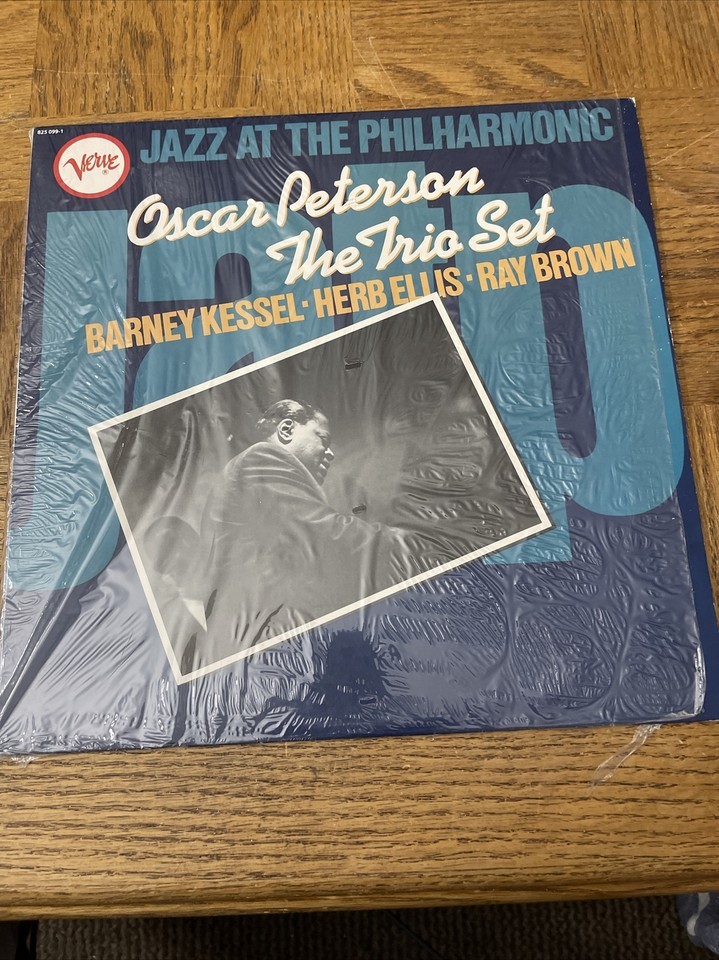 825 099-1
Verve ®
JAZZ AT THE PHILHARMONIC
Oscar Peterson
The Trio Set
BARNEY KESSEL · HERB ELLIS · RAY BROWN
Jatp